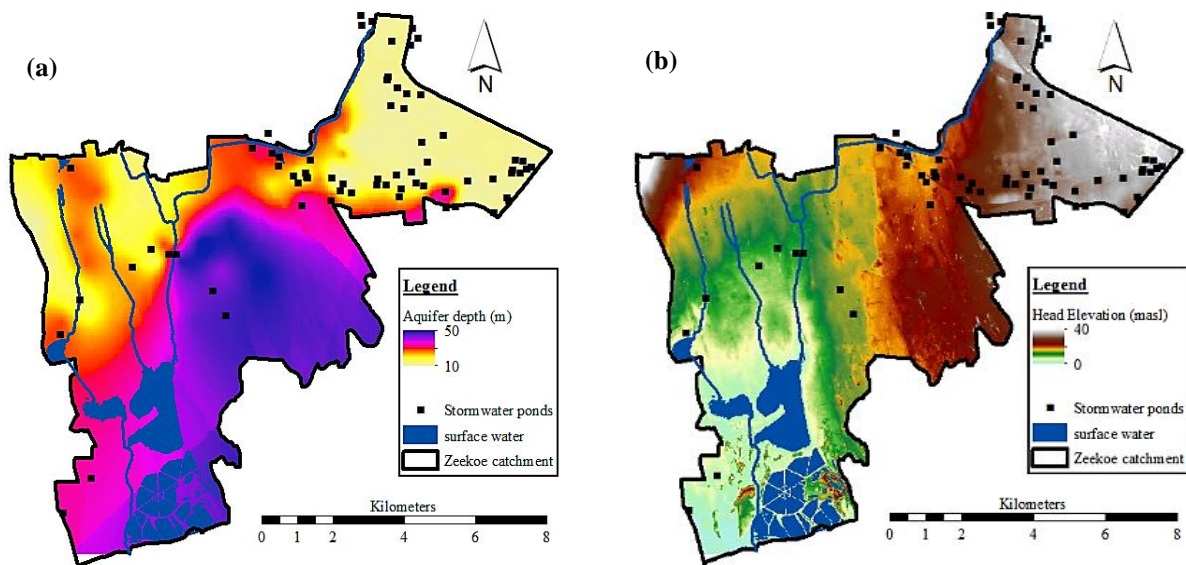 (a)
N
Legend
Aquifer depth (m)
50
10
Stormwater ponds
surface water
Zeekoe catchment
Kilometers
0 1 2 4 6 8
(b)
N
Legend
Head Elevation (masl)
40
0
Stormwater ponds
surface water
Zeekoe catchment
Kilometers
0 1 2 4 6 8